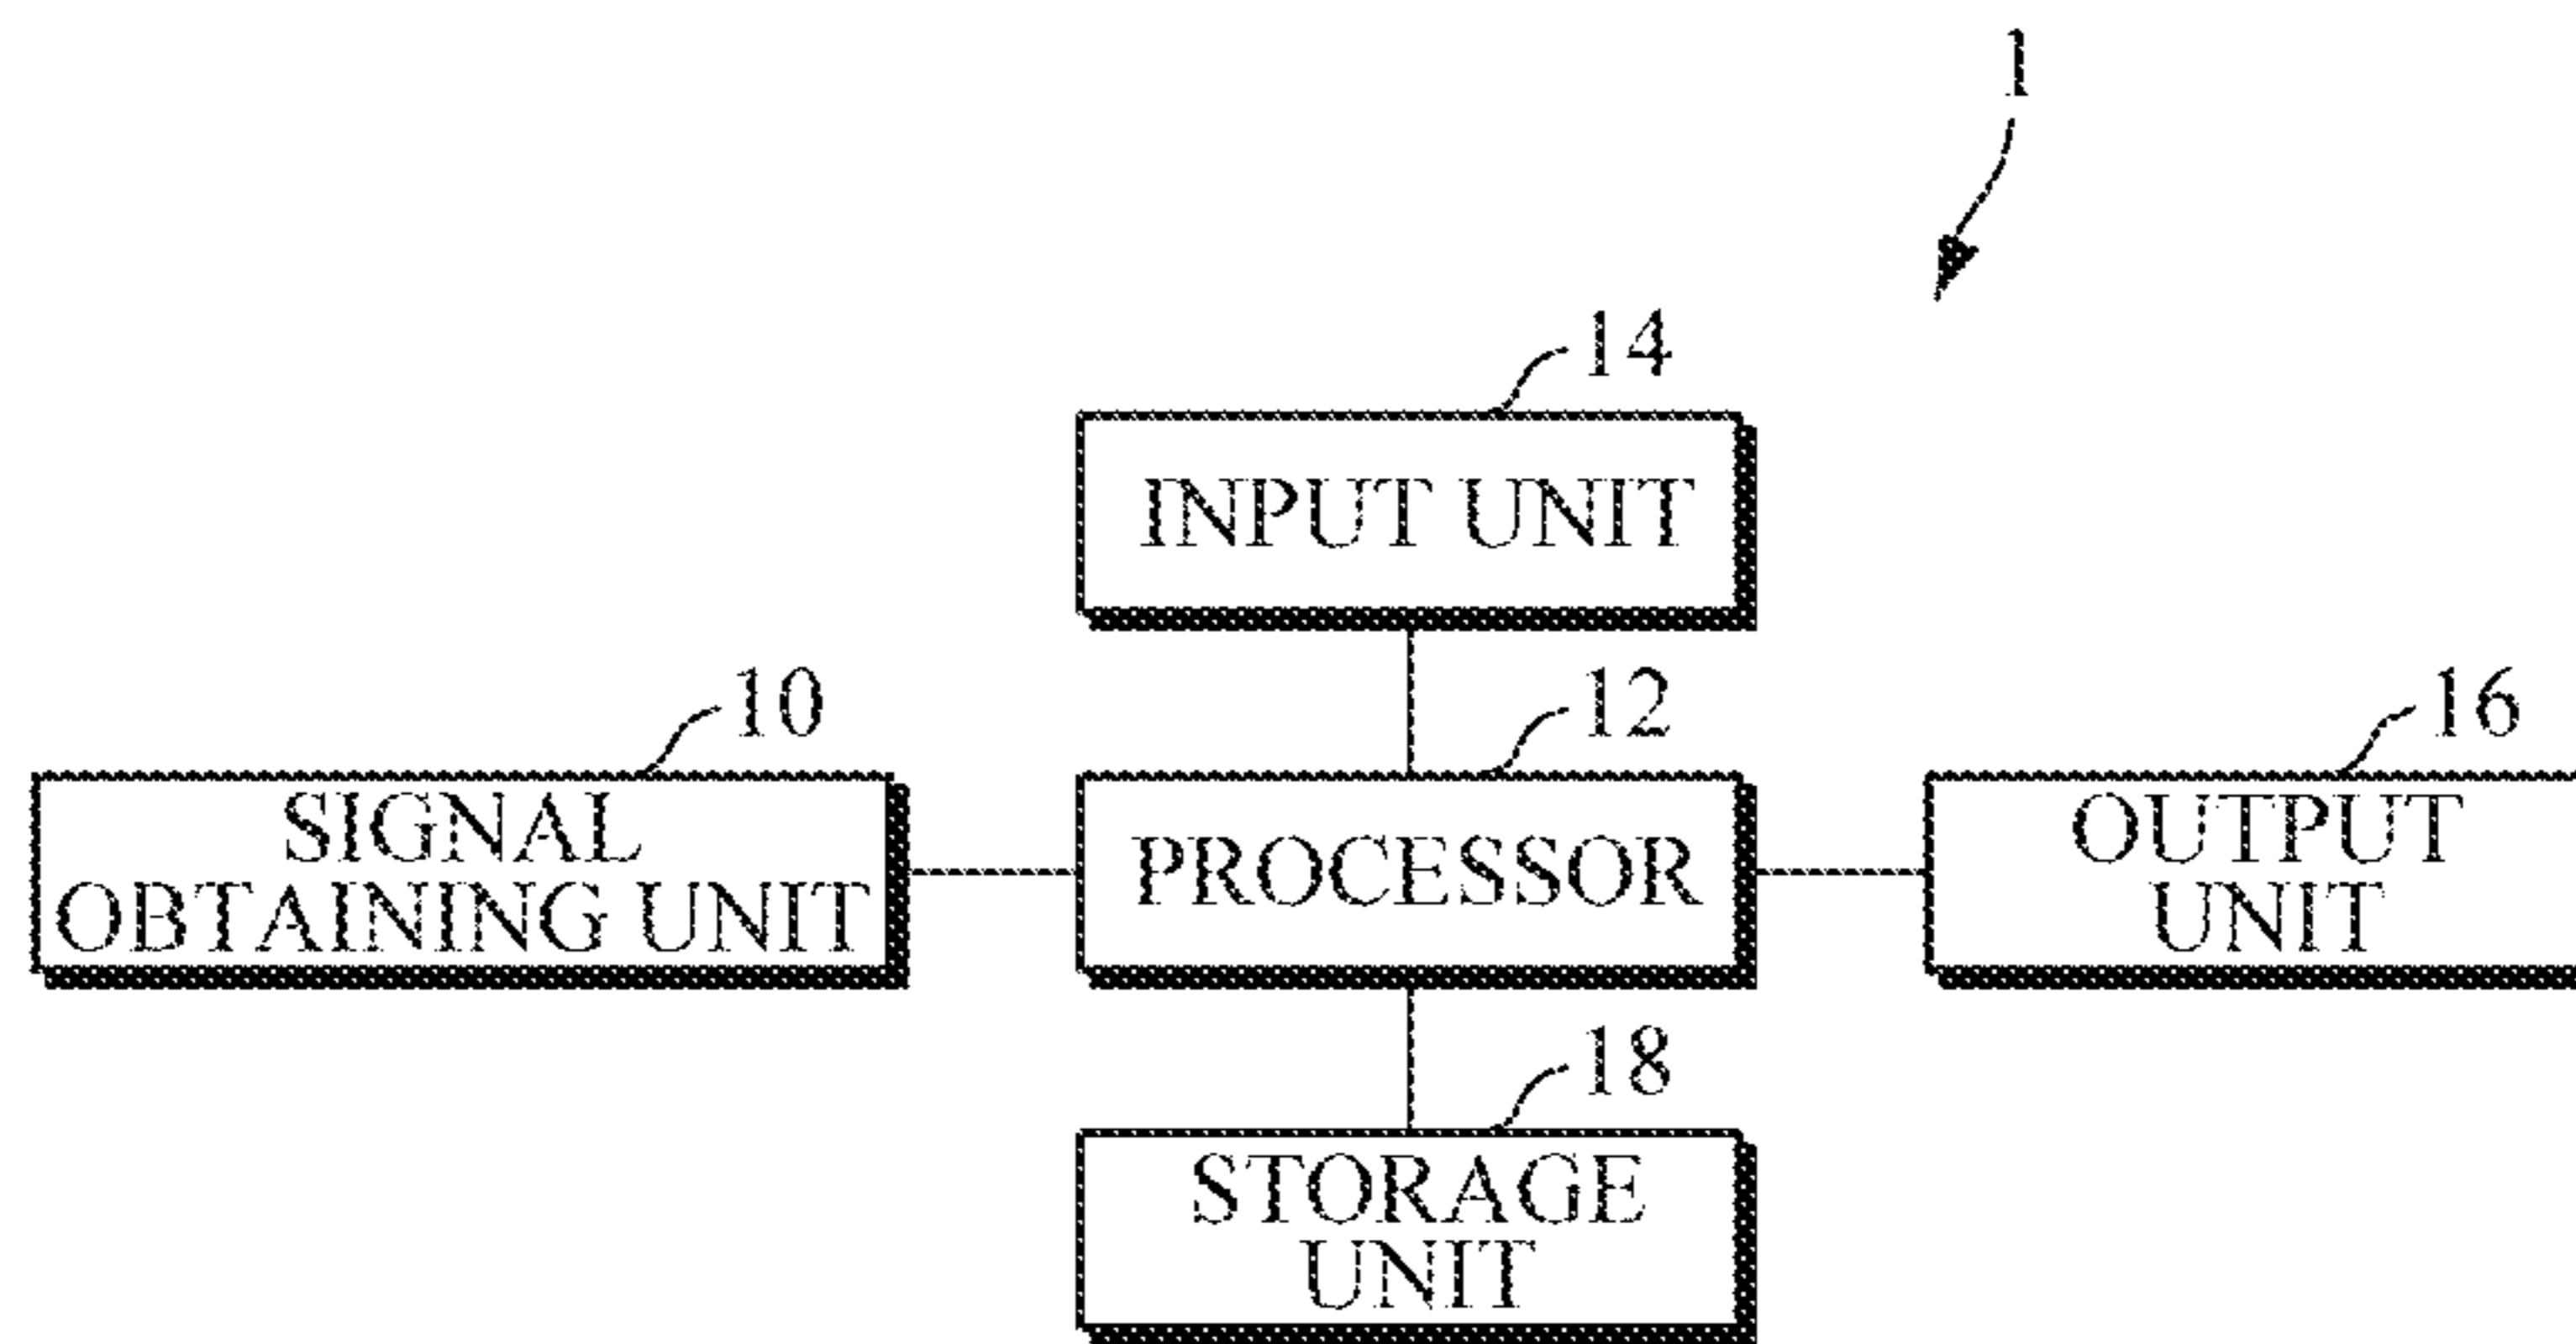 1
14
INPUT UNIT
10
12
16
SIGNAL
OBTAINING UNIT
PROCESSOR
OUTPUT
UNIT
18
STORAGE
UNIT